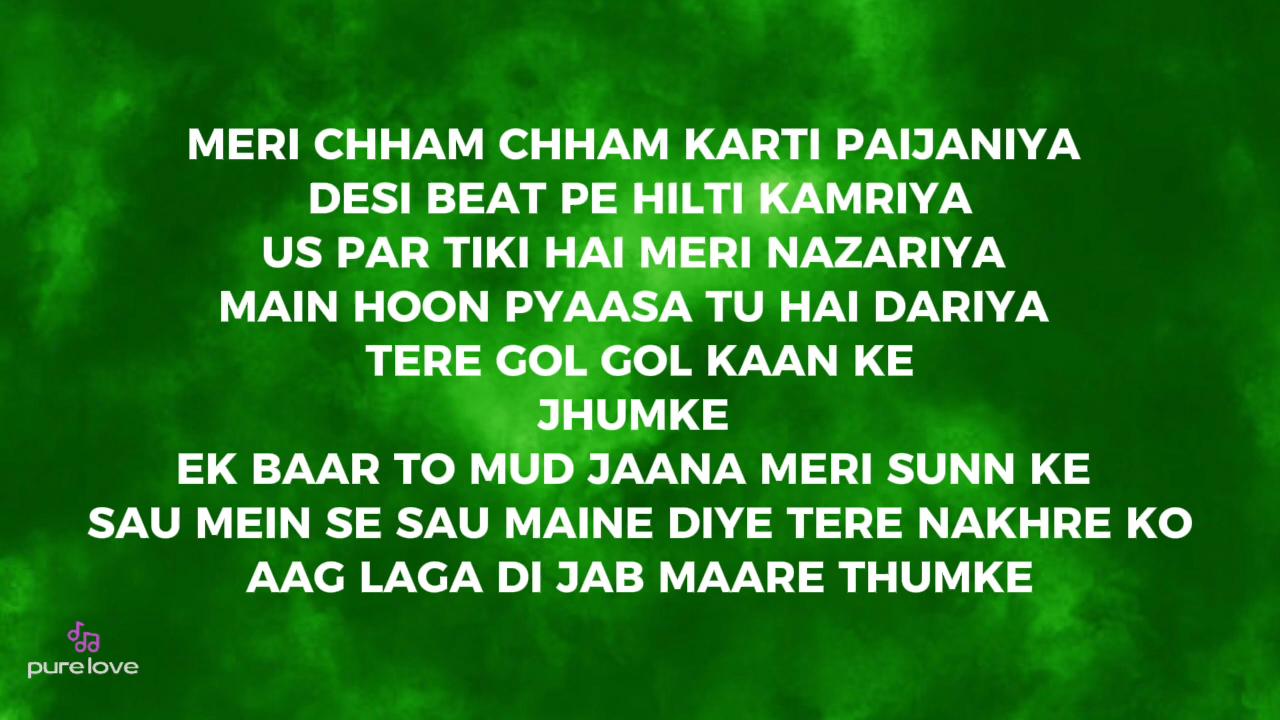 MERI CHHAM CHHAM KARTI PAIJANIYA
DESI BEAT PE HILTI KAMRIYA
US PAR TIKI HAI MERI NAZARIYA
MAIN HOON PYAASA TU HAI DARIYA
TERE GOL GOL KAAN KE
JHUMKE
EK BAAR TO MUD JAANA MERI SUNN KE
SAU MEIN SE SAU MAINE DIYE TERE NAKHRE KO
AAG LAGA DI JAB MAARE THUMKE
pure love